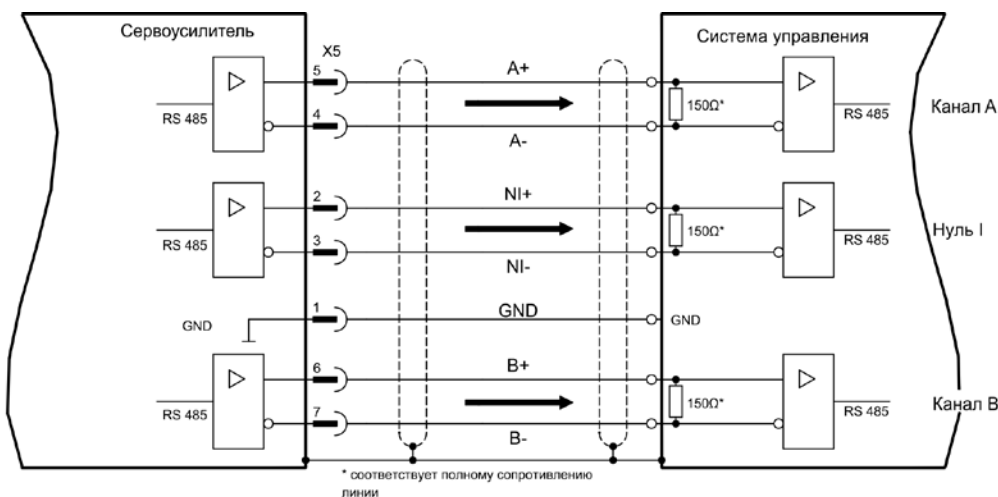 Сервоусилитель
Система управления
X5
5
A+
RS 485
150Ω*
RS 485
Канал A
4
A-
2
NI+
RS 485
150Ω*
RS 485
Нуль I
3
NI-
GND
1
GND
GND
6
B+
RS 485
150Ω*
RS 485
Канал B
7
B-
* соответствует полному сопротивлению
линии